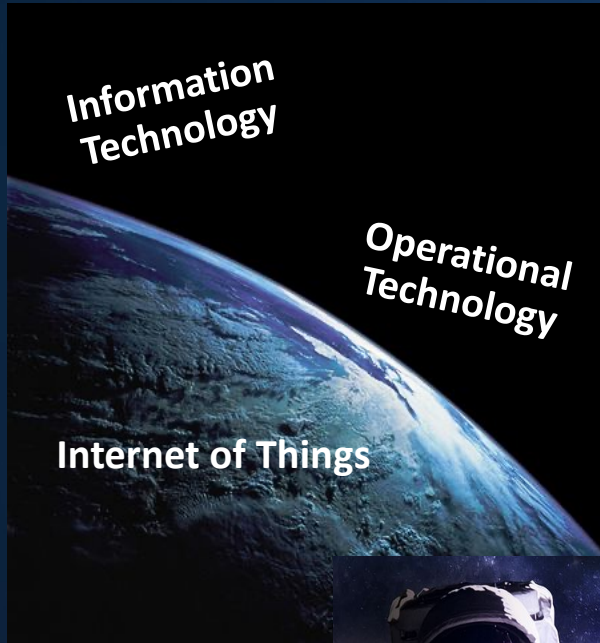 Information
Technology
Operational
Technology
Internet of Things